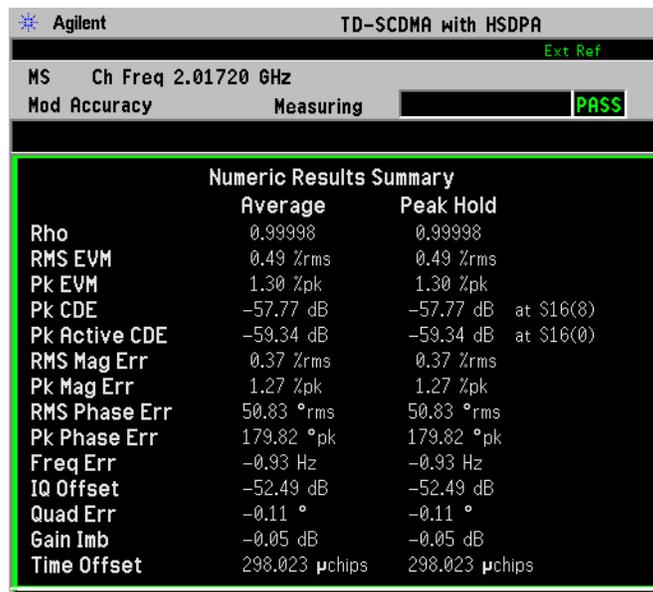 Agilent TD-SCDMA with HSDPA
Ext Ref
MS Ch Freq 2.01720 GHz
Mod Accuracy Measuring PASS
Numeric Results Summary
Average Peak Hold
Rho 0.99998 0.99998
RMS EVM 0.49 %rms 0.49 %rms
Pk EVM 1.30 %pk 1.30 %pk
Pk CDE -57.77 dB -57.77 dB at S16(8)
Pk Active CDE -59.34 dB -59.34 dB at S16(0)
RMS Mag Err 0.37 %rms 0.37 %rms
Pk Mag Err 1.27 %pk 1.27 %pk
RMS Phase Err 50.83 °rms 50.83 °rms
Pk Phase Err 179.82 °pk 179.82 °pk
Freq Err -0.93 Hz -0.93 Hz
IQ Offset -52.49 dB -52.49 dB
Quad Err -0.11 ° -0.11 °
Gain Imb -0.05 dB -0.05 dB
Time Offset 298.023 µchips 298.023 µchips